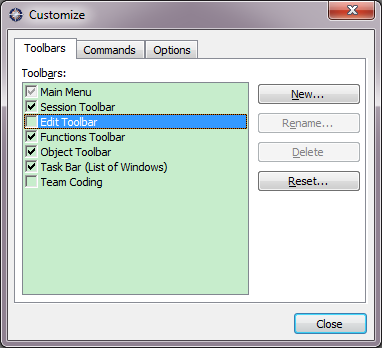 Customize
Toolbars Commands Options
Toolbars:
Main Menu
Session Toolbar
Edit Toolbar
Functions Toolbar
Object Toolbar
Task Bar (List of Windows)
Team Coding
New...
Rename...
Delete
Reset...
Close